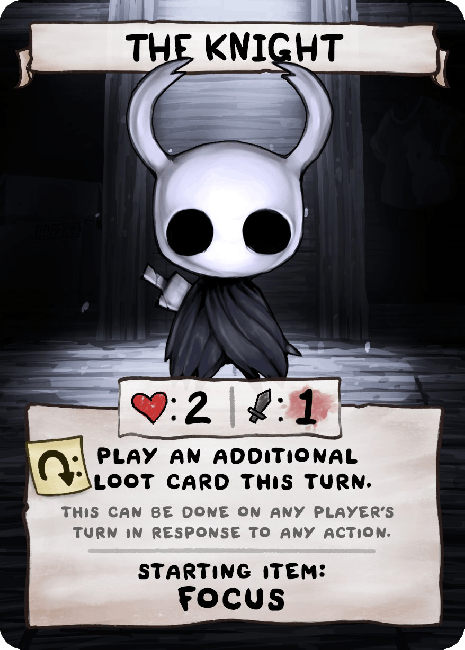 THE KNIGHT
: 2 | : 1
: PLAY AN ADDITIONAL
LOOT CARD THIS TURN.
THIS CAN BE DONE ON ANY PLAYER'S
TURN IN RESPONSE TO ANY ACTION.
STARTING ITEM:
FOCUS